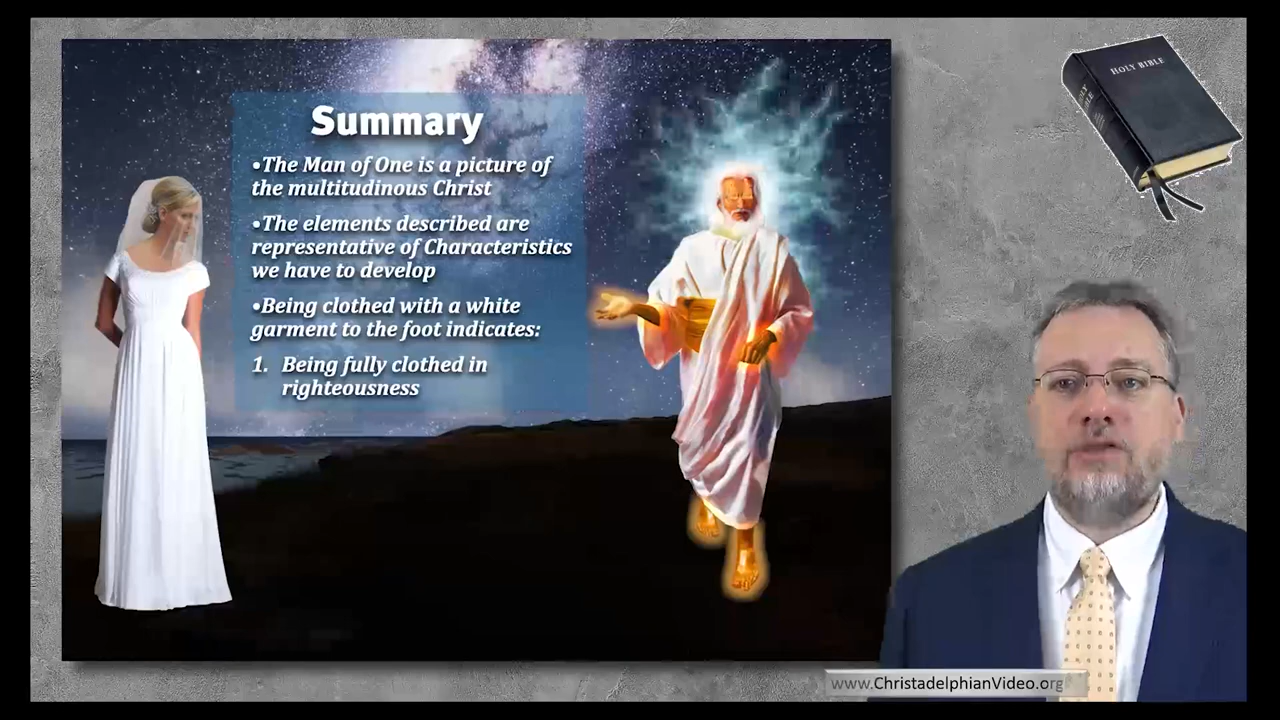 Summary
•The Man of One is a picture of
the multitudinous Christ
•The elements described are
representative of Characteristics
we have to develop
•Being clothed with a white
garment to the foot indicates:
1. Being fully clothed in
righteousness
HOLY BIBLE
www.ChristadelphianVideo.org